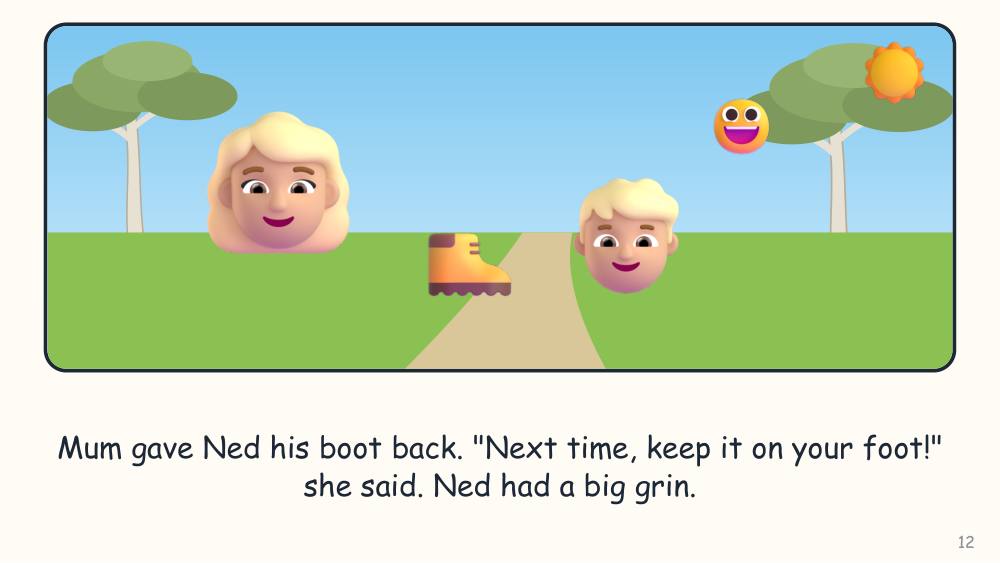 Mum gave Ned his boot back. "Next time, keep it on your foot!"
she said. Ned had a big grin.
12